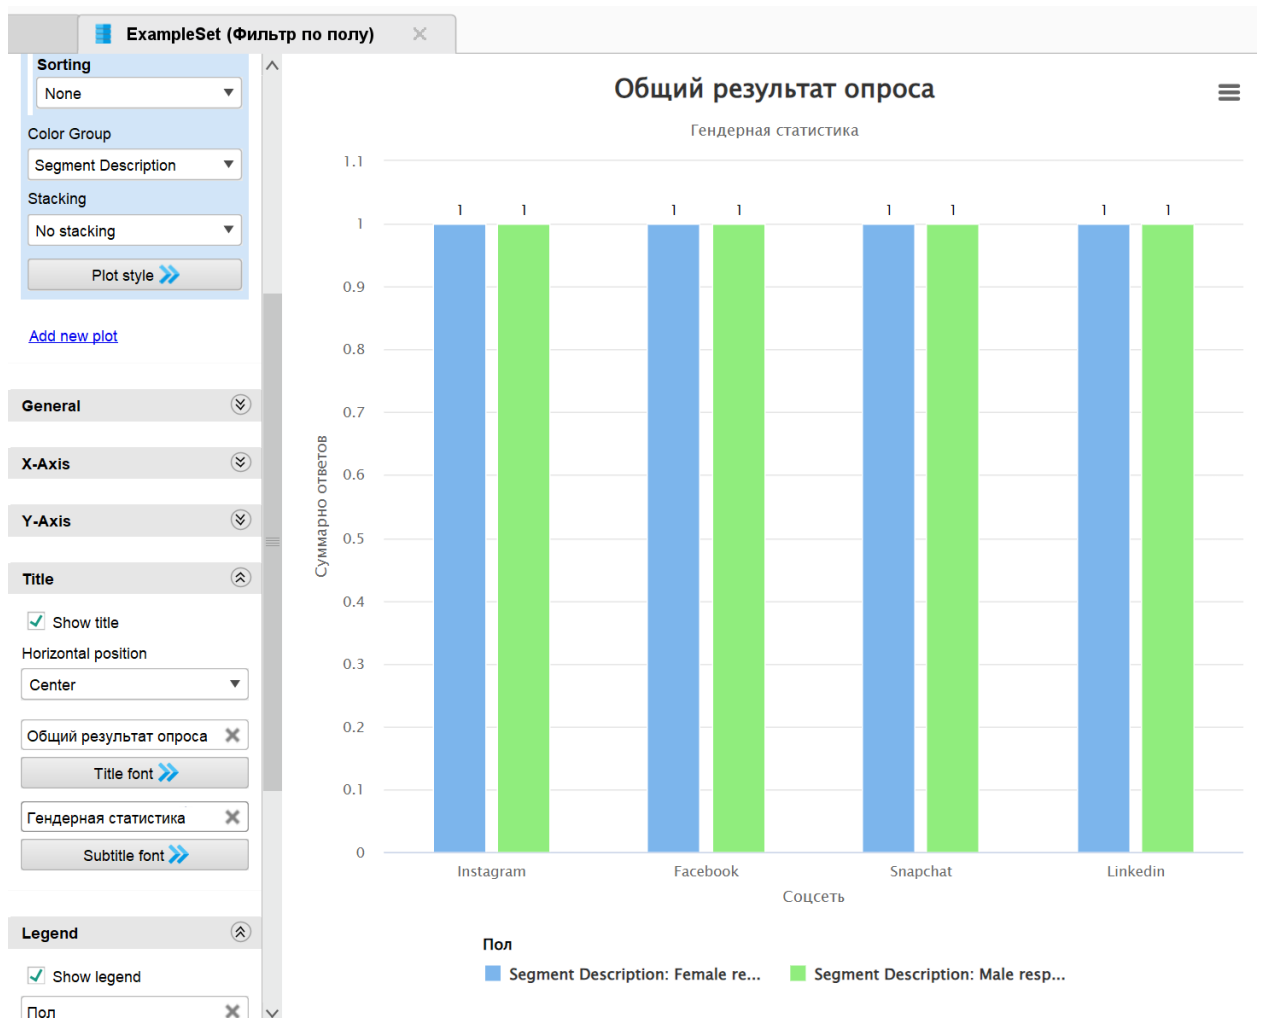 ExampleSet (Фильтр по полу)
Sorting
None
Color Group
Segment Description
Stacking
No stacking
Plot style
Add new plot
General
X-Axis
Y-Axis
Title
Show title
Horizontal position
Center
Общий результат опроса
Title font
Гендерная статистика
Subtitle font
Legend
Show legend
Пол
Общий результат опроса
Гендерная статистика
Суммарно ответов
1.1
1
0.9
0.8
0.7
0.6
0.5
0.4
0.3
0.2
0.1
0
1 1 1 1 1 1 1 1
Instagram Facebook Snapchat Linkedin
Соцсеть
Пол
Segment Description: Female re... Segment Description: Male resp...